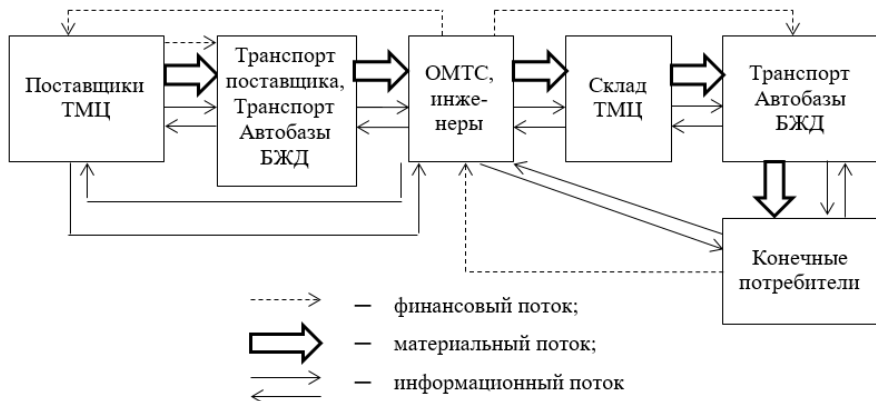 Поставщики
ТМЦ
Транспорт
поставщика,
Транспорт
Автобазы
БЖД
ОМТС,
инже-
неры
Склад
ТМЦ
Транспорт
Автобазы
БЖД
Конечные
потребители
– финансовый поток;
– материальный поток;
– информационный поток